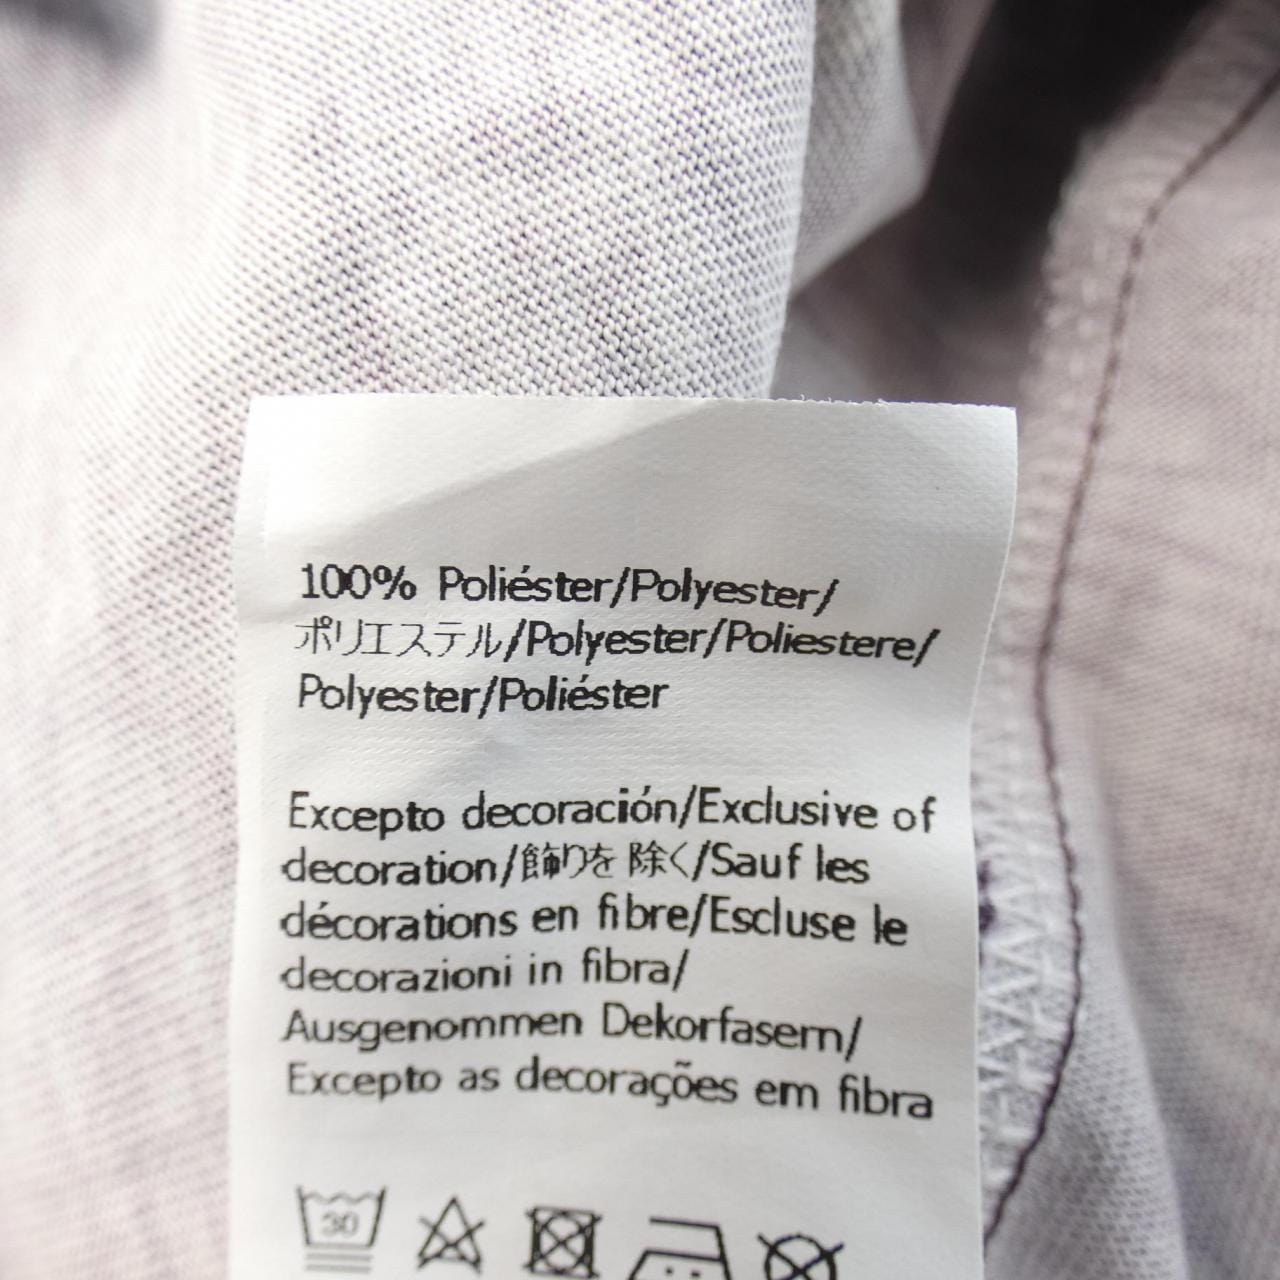 100% Poliéster/Polyester/
ポリエステル/Polyester/Poliestere/
Polyester/Poliéster
Excepto decoración/Exclusive of
decoration/飾りを 除く/Sauf les
décorations en fibre/Escluse le
decorazioni in fibra/
Ausgenommen Dekorfasern/
Excepto as decorações em fibra
30